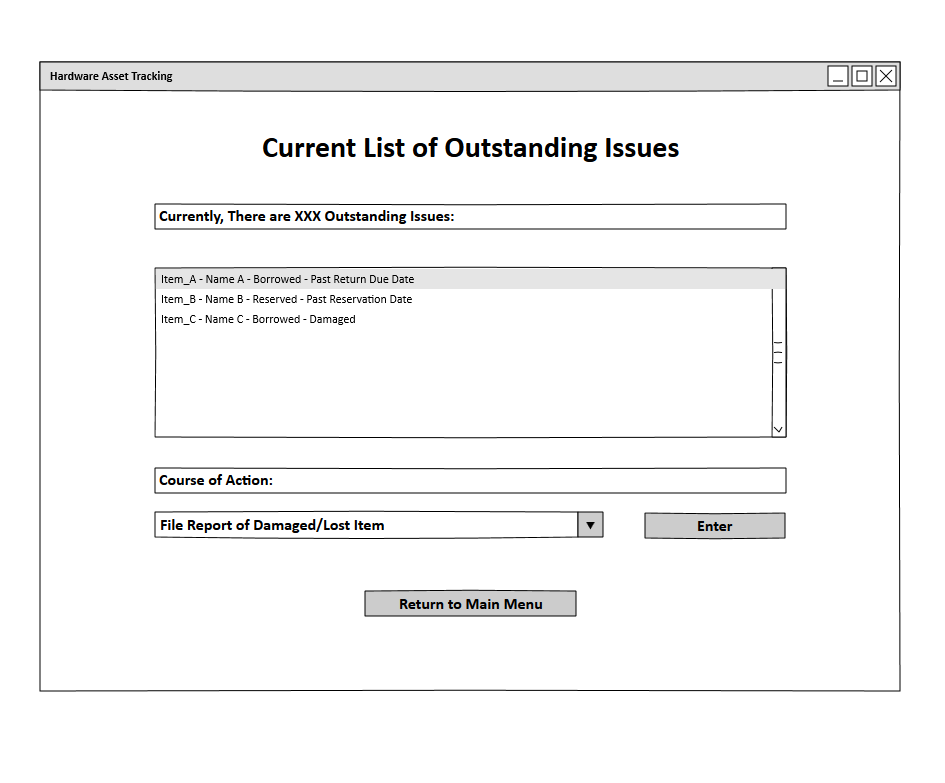 Hardware Asset Tracking
Current List of Outstanding Issues
Currently, There are XXX Outstanding Issues:
Item_A - Name A - Borrowed - Past Return Due Date
Item_B - Name B - Reserved - Past Reservation Date
Item_C - Name C - Borrowed - Damaged
Course of Action:
File Report of Damaged/Lost Item
Enter
Return to Main Menu